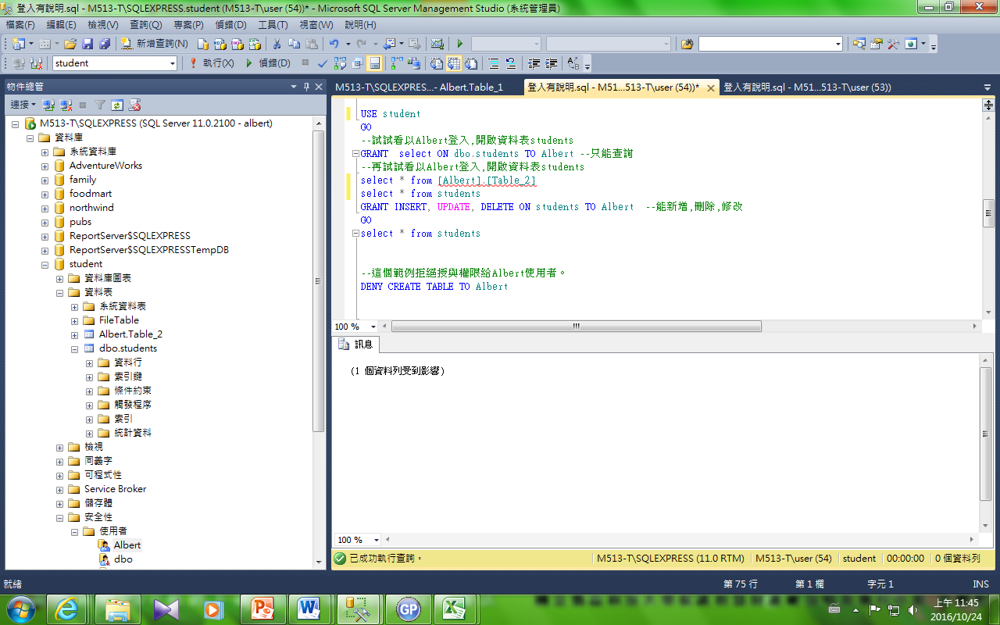 登入有說明.sql - M513-T\SQLEXPRESS.student (M513-T\user (54))* - Microsoft SQL Server Management Studio (系統管理員)
檔案(F) 編輯(E) 檢視(V) 查詢(Q) 專案(P) 偵錯(D) 工具(T) 視窗(W) 說明(H)
新增查詢(N)
student 執行(X) 偵錯(D)
物件總管
連接
M513-T\SQLEXPRESS (SQL Server 11.0.2100 - albert)
資料庫
系統資料庫
AdventureWorks
family
foodmart
northwind
pubs
ReportServer$SQLEXPRESS
ReportServer$SQLEXPRESSTempDB
student
資料庫圖表
資料表
系統資料表
FileTable
Albert.Table_2
dbo.students
資料行
索引鍵
條件約束
觸發程序
索引
統計資料
檢視
同義字
可程式性
Service Broker
儲存體
安全性
使用者
Albert
dbo
M513-T\SQLEXPRES...- Albert.Table_1 登入有說明.sql - M51...513-T\user (54))* 登入有說明.sql - M51...513-T\user (53))
USE student
GO
--試試看以Albert登入,開啟資料表students
GRANT  select ON dbo.students TO Albert --只能查詢
--再試試看以Albert登入,開啟資料表students
select * from [Albert].[Table_2]
select * from students
GRANT INSERT, UPDATE, DELETE ON students TO Albert  --能新增,刪除,修改
GO
select * from students
--這個範例拒絕授與權限給Albert使用者。
DENY CREATE TABLE TO Albert
100 %
訊息
(1 個資料列受到影響)
100 %
已成功執行查詢。 M513-T\SQLEXPRESS (11.0 RTM) M513-T\user (54) student 00:00:00 0 個資料列
就緒 第 75 行 第 1 欄 字元 1 INS
上午 11:45
2016/10/24